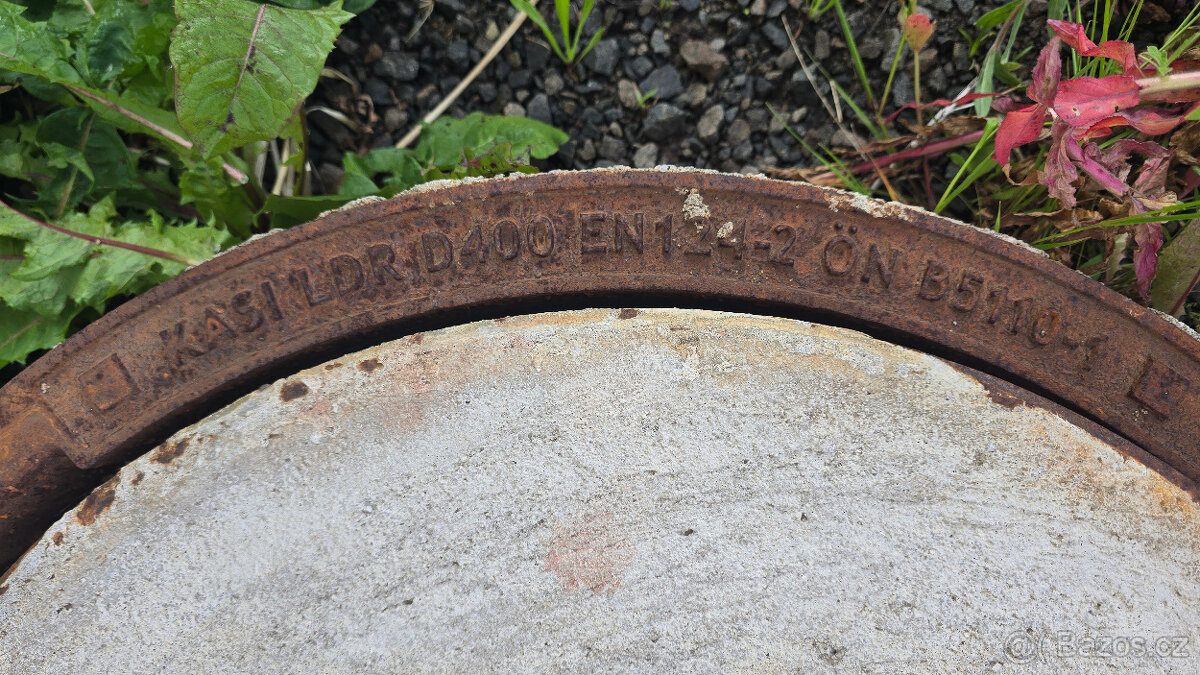 KASI LDR D400 EN124-2 ÖN B5110-1
Bazos.cz